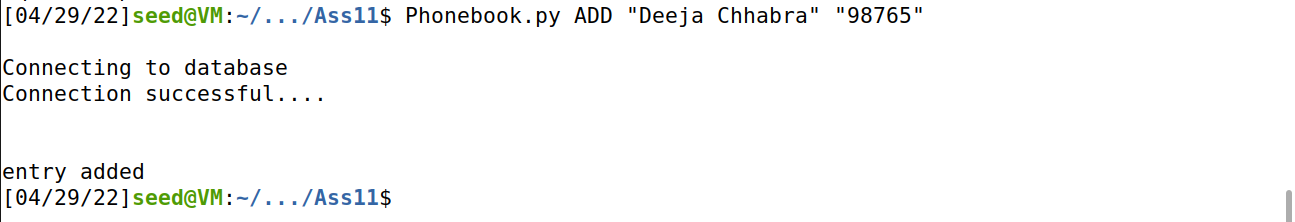 [04/29/22]seed@VM:~/.../Ass11$ Phonebook.py ADD "Deeja Chhabra" "98765"
Connecting to database
Connection successful....
entry added
[04/29/22]seed@VM:~/.../Ass11$